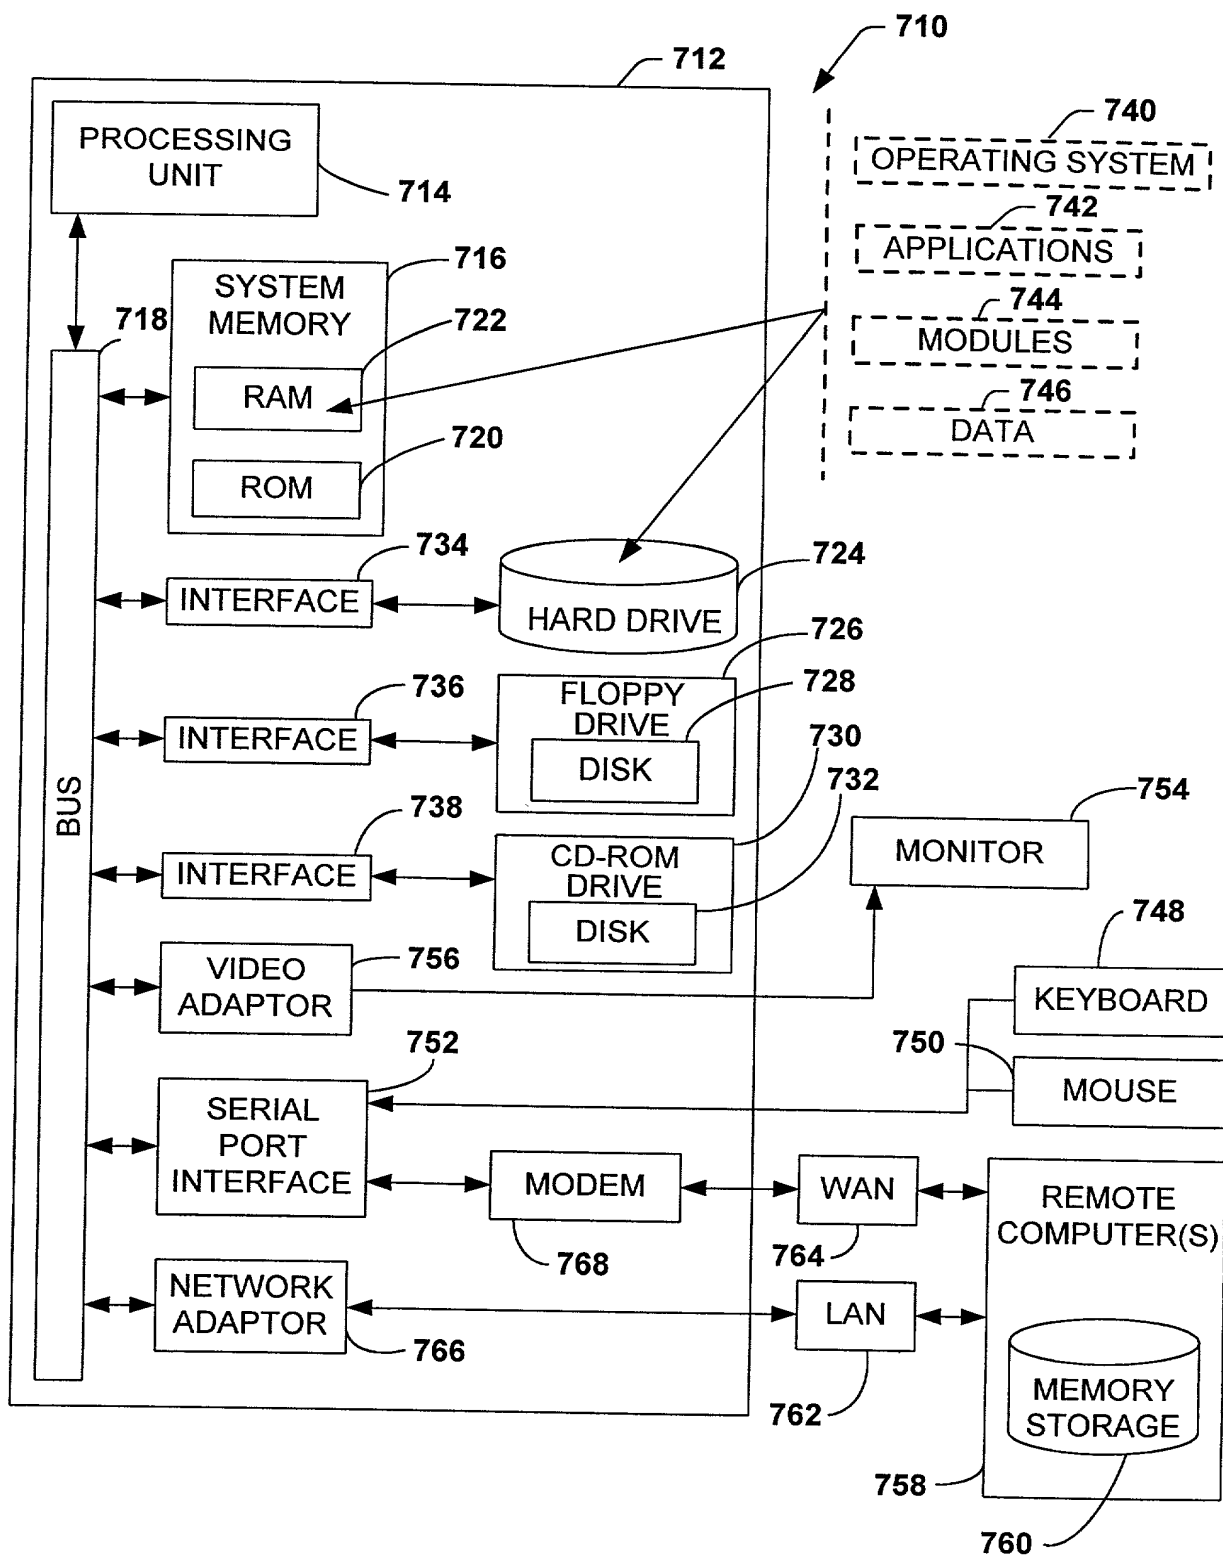 710
712
PROCESSING
UNIT
714
740
OPERATING SYSTEM
742
APPLICATIONS
744
MODULES
746
DATA
716
SYSTEM
MEMORY
722
RAM
720
ROM
718
BUS
734
INTERFACE
724
HARD DRIVE
726
736
INTERFACE
FLOPPY
DRIVE
728
DISK
730
738
INTERFACE
CD-ROM
DRIVE
732
DISK
754
MONITOR
756
VIDEO
ADAPTOR
748
KEYBOARD
750
MOUSE
752
SERIAL
PORT
INTERFACE
MODEM
768
WAN
764
REMOTE
COMPUTER(S)
NETWORK
ADAPTOR
766
LAN
762
MEMORY
STORAGE
758
760